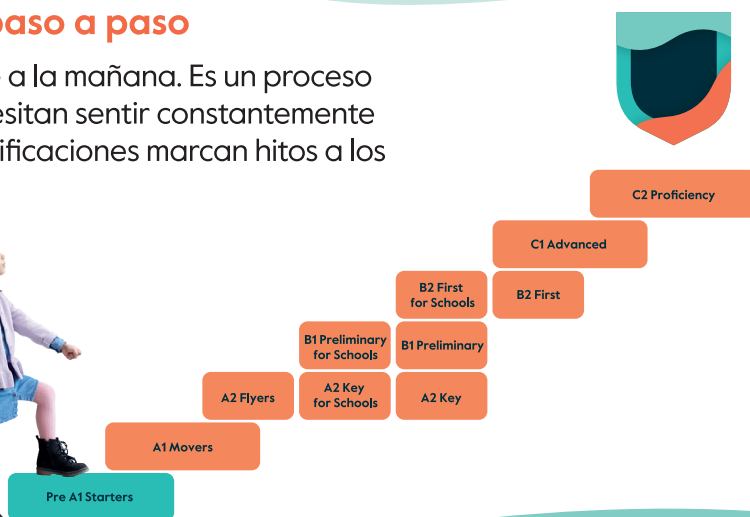 paso a paso
a la mañana. Es un proceso
esitan sentir constantemente
ificaciones marcan hitos a los
C2 Proficiency
C1 Advanced
B2 First
for Schools
B2 First
B1 Preliminary
for Schools
B1 Preliminary
A2 Flyers
A2 Key
for Schools
A2 Key
A1 Movers
Pre A1 Starters